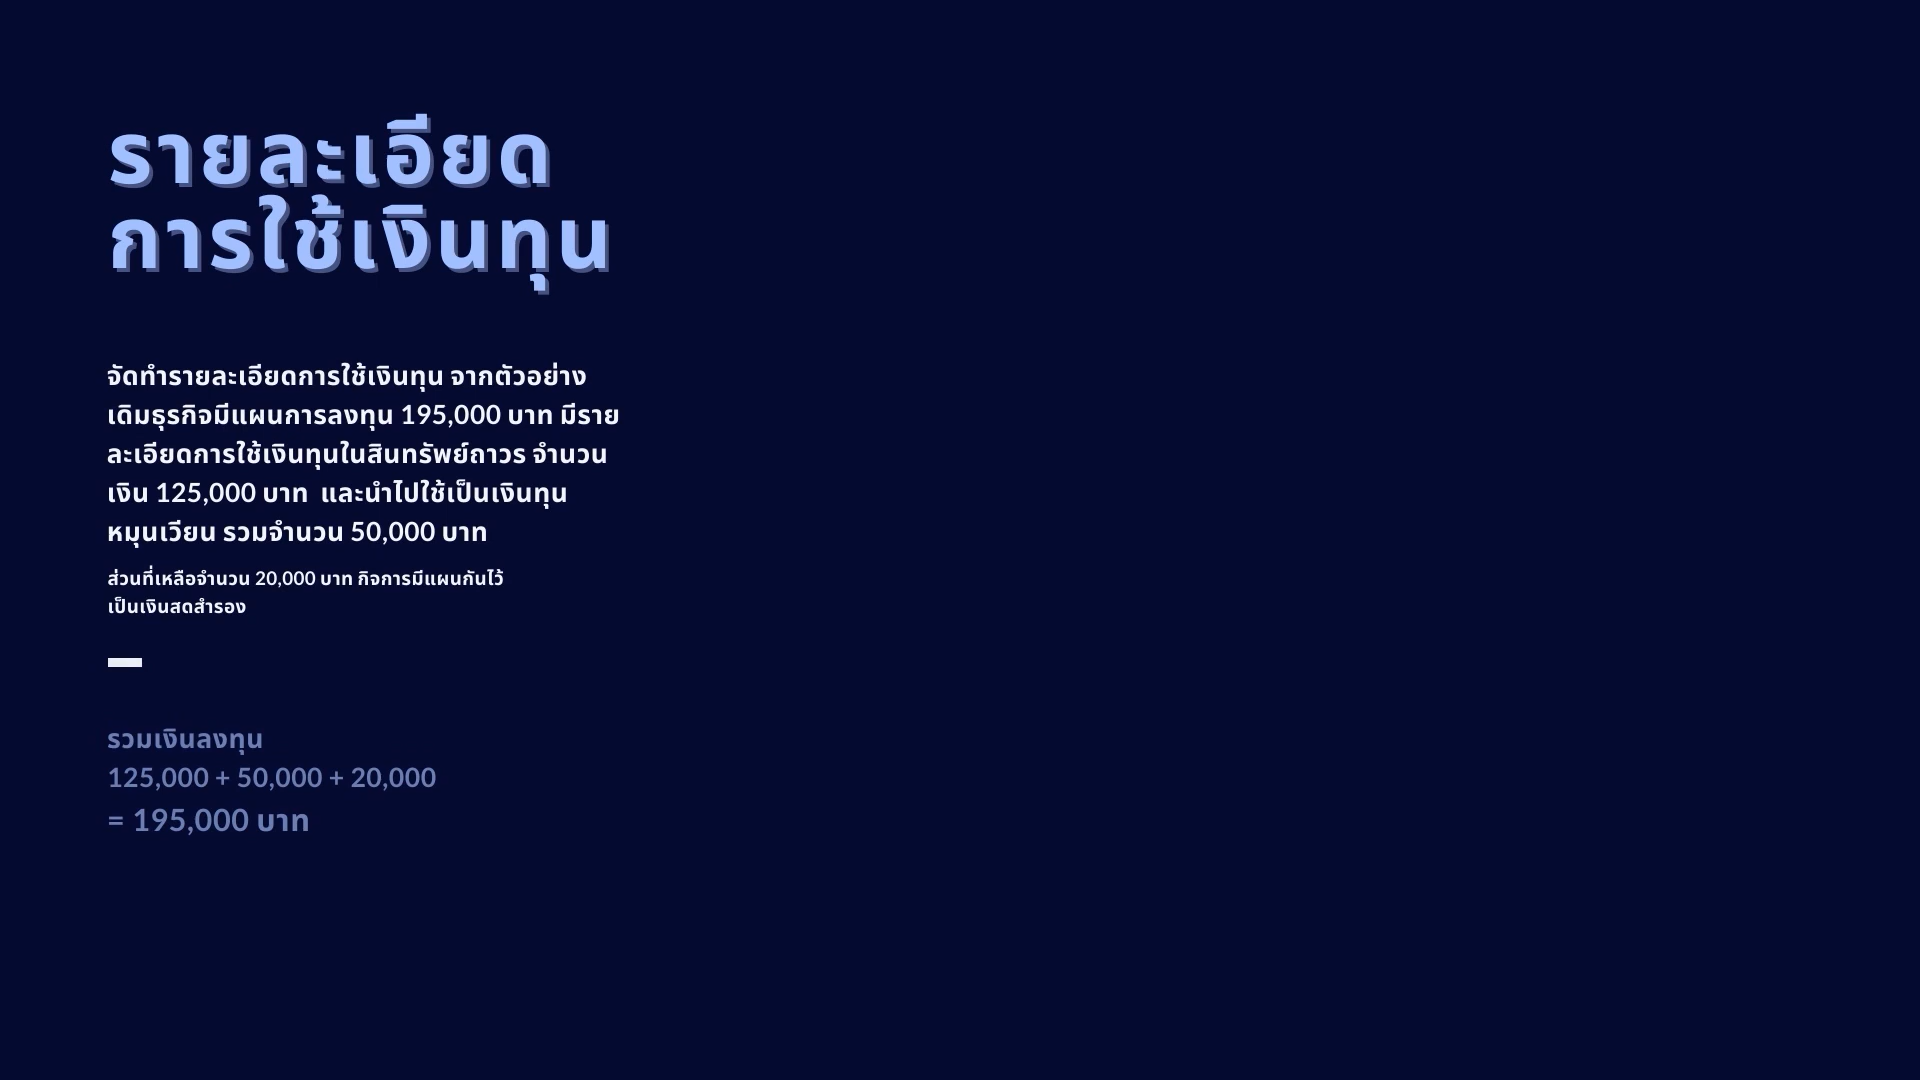 รายละเอียด
การใช้เงินทุน
จัดทำรายละเอียดการใช้เงินทุน จากตัวอย่าง
เดิมธุรกิจมีแผนการลงทุน 195,000 บาท มีราย
ละเอียดการใช้เงินทุนในสินทรัพย์ถาวร จำนวน
เงิน 125,000 บาท  และนำไปใช้เป็นเงินทุน
หมุนเวียน รวมจำนวน 50,000 บาท
ส่วนที่เหลือจำนวน 20,000 บาท กิจการมีแผนกันไว้
เป็นเงินสดสำรอง
รวมเงินลงทุน
125,000 + 50,000 + 20,000
= 195,000 บาท